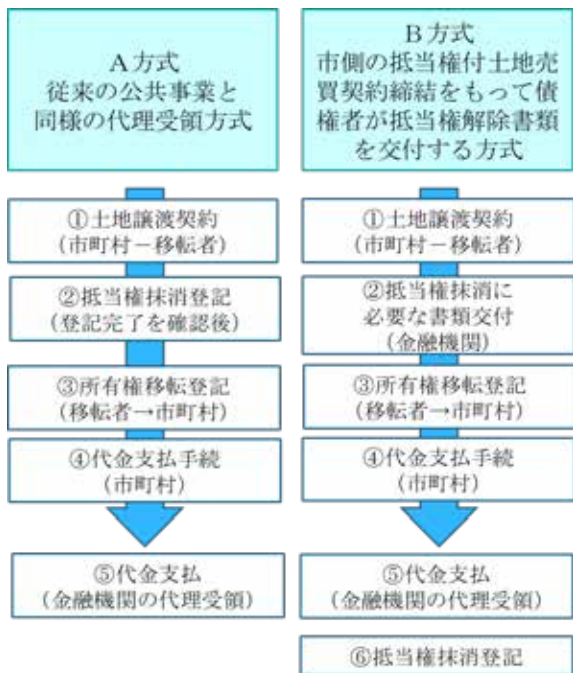 A方式
従来の公共事業と
同様の代理受領方式
①土地譲渡契約
(市町村－移転者)
②抵当権抹消登記
(登記完了を確認後)
③所有権移転登記
(移転者→市町村)
④代金支払手続
(市町村)
⑤代金支払
(金融機関の代理受領)
B方式
市側の抵当権付土地売
買契約締結をもって債
権者が抵当権解除書類
を交付する方式
①土地譲渡契約
(市町村－移転者)
②抵当権抹消に
必要な書類交付
(金融機関)
③所有権移転登記
(移転者→市町村)
④代金支払手続
(市町村)
⑤代金支払
(金融機関の代理受領)
⑥抵当権抹消登記